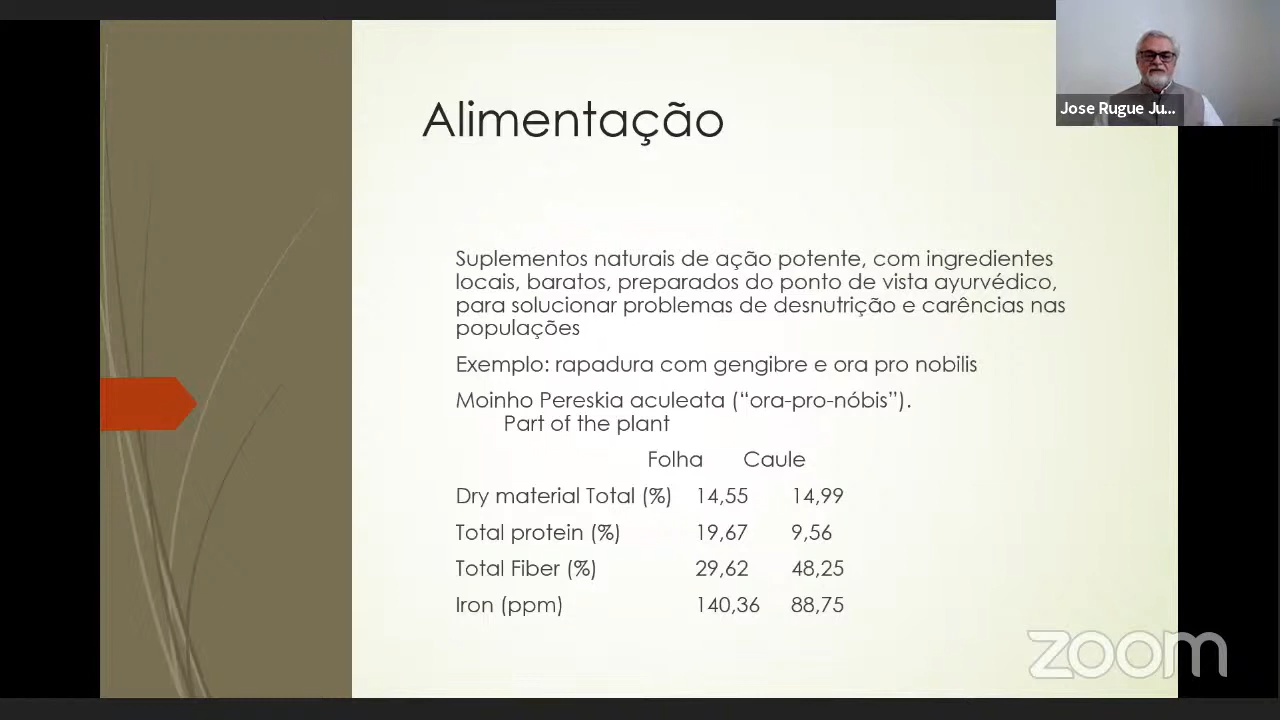 Jose Rugue Ju...
Alimentação
Suplementos naturais de ação potente, com ingredientes
locais, baratos, preparados do ponto de vista ayurvédico,
para solucionar problemas de desnutrição e carências nas
populações
Exemplo: rapadura com gengibre e ora pro nobilis
Moinho Pereskia aculeata (“ora-pro-nóbis”).
Part of the plant
Folha Caule
Dry material Total (%) 14,55 14,99
Total protein (%) 19,67 9,56
Total Fiber (%) 29,62 48,25
Iron (ppm) 140,36 88,75
zoom